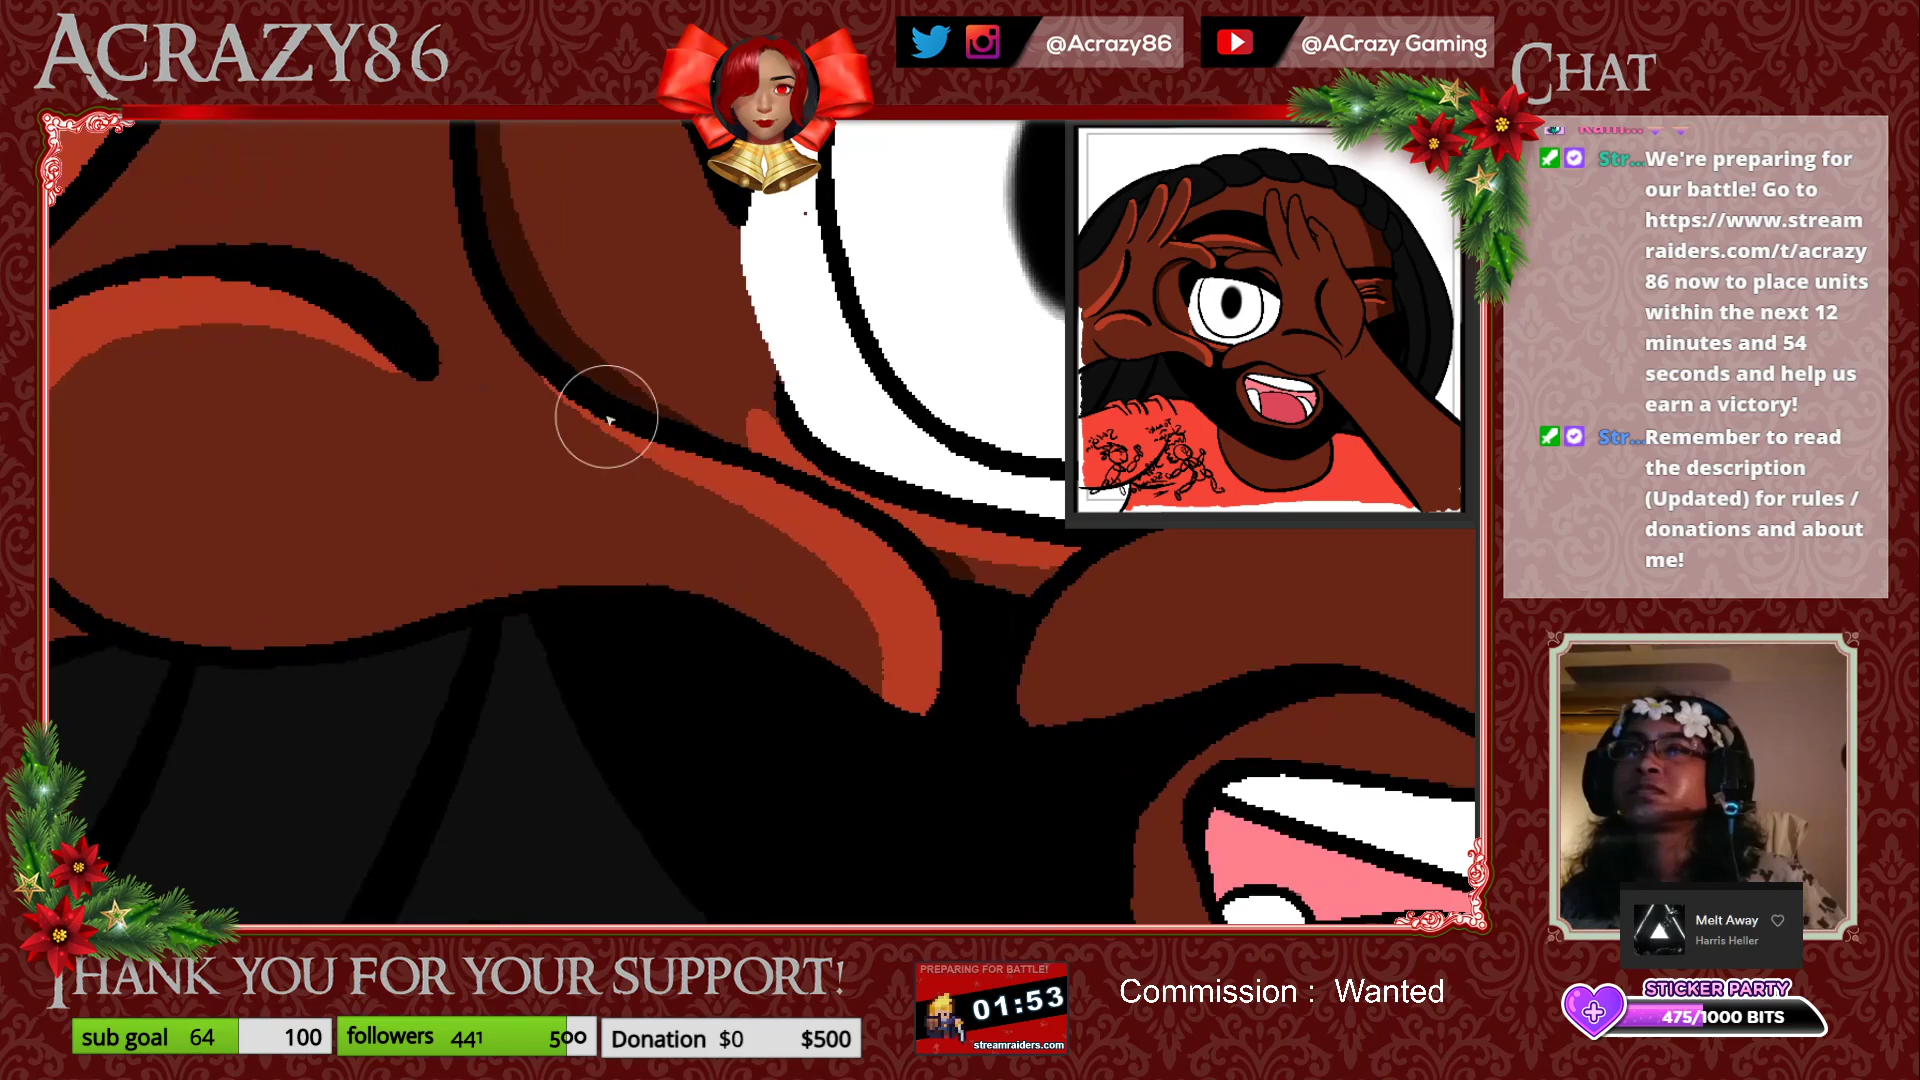 ACRAZY86
@Acrazy86
@ACrazy Gaming
CHAT
Str...We're preparing for
our battle! Go to
https://www.stream
raiders.com/t/acrazy
86 now to place units
within the next 12
minutes and 54
seconds and help us
earn a victory!
Str...Remember to read
the description
(Updated) for rules /
donations and about
me!
Melt Away
Harris Heller
STICKER PARTY
475/1000 BITS
THANK YOU FOR YOUR SUPPORT!
sub goal 64 100
followers 441 500
Donation $0 $500
PREPARING FOR BATTLE!
01:53
streamraiders.com
Commission : Wanted